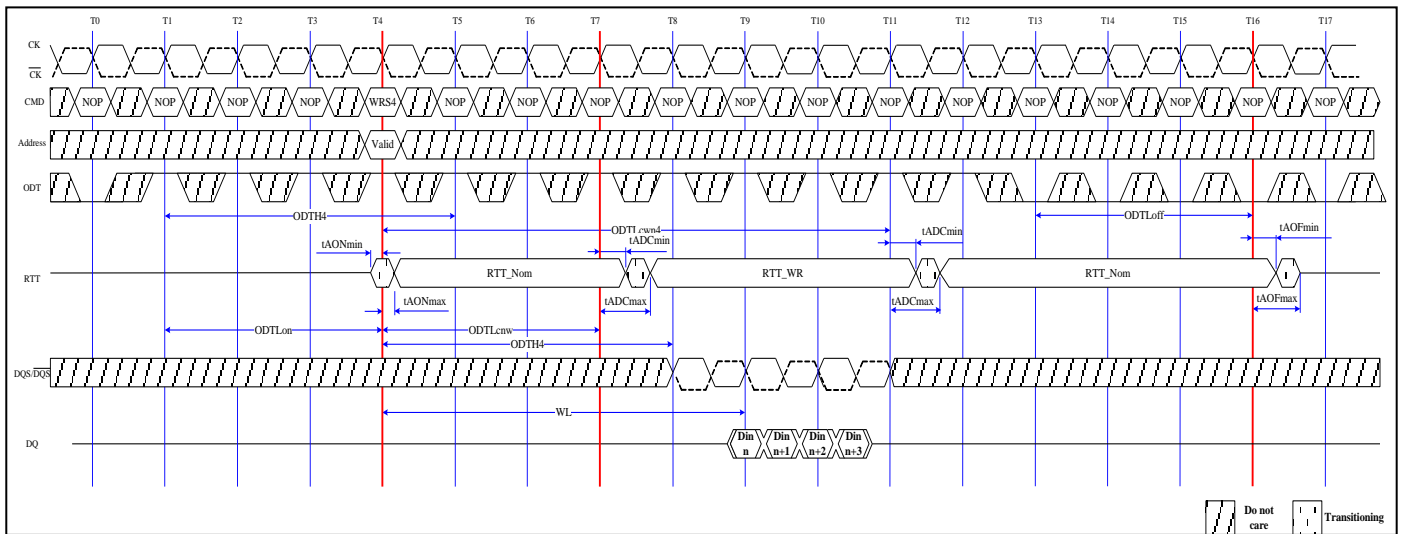 T0 T1 T2 T3 T4 T5 T6 T7 T8 T9 T10 T11 T12 T13 T14 T15 T16 T17
CK
CK
CMD NOP NOP NOP NOP WRS4 NOP NOP NOP NOP NOP NOP NOP NOP NOP NOP NOP NOP NOP
Address Valid
ODT
ODTH4 ODTLoff
ODTLcwn4
tAONmin tADCmin tADCmin tAOFmin
RTT RTT_Nom RTT_WR RTT_Nom
tAONmax tADCmax tADCmax tAOFmax
ODTLon ODTLcnw
ODTH4
DQS/DQS
WL
DQ Din n Din n+1 Din n+2 Din n+3
Do not care Transitioning